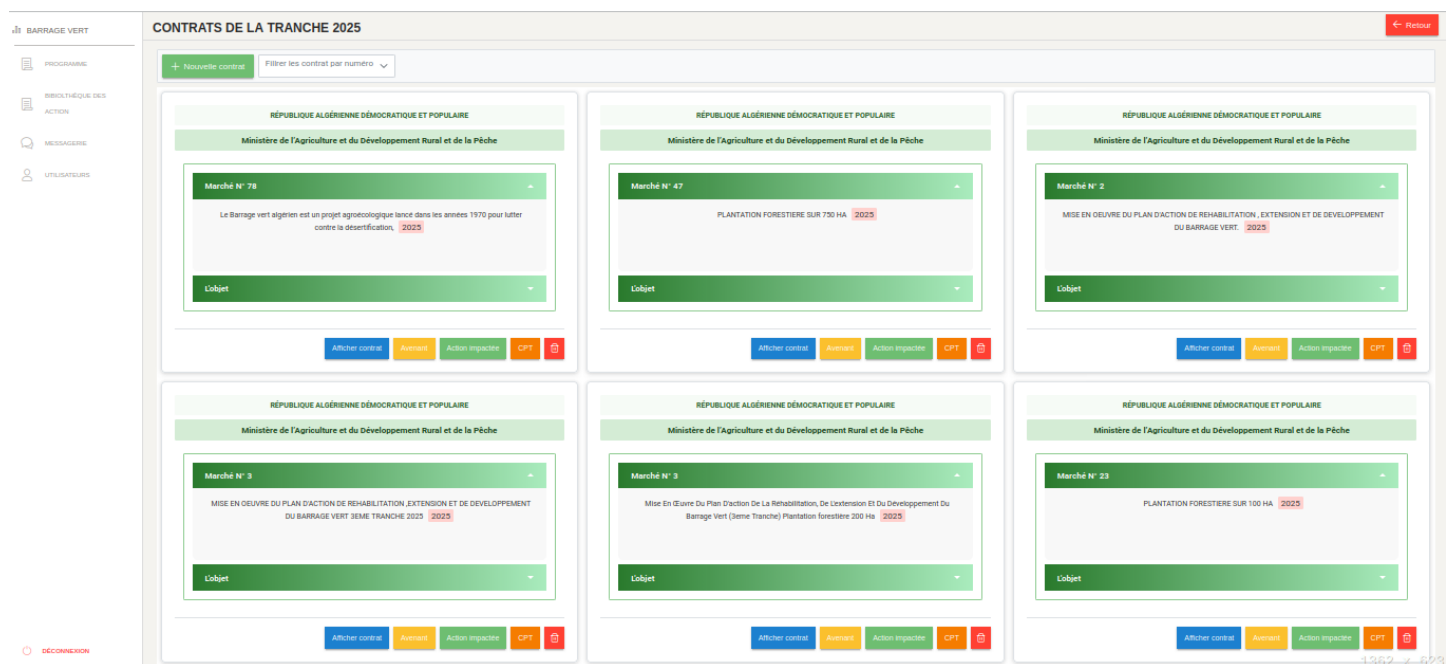 BARRAGE VERT
PROGRAMME
BIBIOLTHÉQUE DES
ACTION
MESSAGERIE
UTILISATEURS
DÉCONNEXION
CONTRATS DE LA TRANCHE 2025
Retour
Nouvelle contrat
Filrer les contrat par numéro
RÉPUBLIQUE ALGÉRIENNE DÉMOCRATIQUE ET POPULAIRE
Ministère de l'Agriculture et du Développement Rural et de la Pêche
Marché N° 78
Le Barrage vert algérien est un projet agroécologique lancé dans les années 1970 pour lutter
contre la désertification, 2025
L'objet
Afficher contrat Avenant Action impactée CPT
RÉPUBLIQUE ALGÉRIENNE DÉMOCRATIQUE ET POPULAIRE
Ministère de l'Agriculture et du Développement Rural et de la Pêche
Marché N° 47
PLANTATION FORESTIERE SUR 750 HA 2025
L'objet
Afficher contrat Avenant Action impactée CPT
RÉPUBLIQUE ALGÉRIENNE DÉMOCRATIQUE ET POPULAIRE
Ministère de l'Agriculture et du Développement Rural et de la Pêche
Marché N° 2
MISE EN OEUVRE DU PLAN D'ACTION DE REHABILITATION , EXTENSION ET DE DEVELOPPEMENT
DU BARRAGE VERT. 2025
L'objet
Afficher contrat Avenant Action impactée CPT
RÉPUBLIQUE ALGÉRIENNE DÉMOCRATIQUE ET POPULAIRE
Ministère de l'Agriculture et du Développement Rural et de la Pêche
Marché N° 3
MISE EN OEUVRE DU PLAN D'ACTION DE REHABILITATION ,EXTENSION ET DE DEVELOPPEMENT
DU BARRAGE VERT 3EME TRANCHE 2025 2025
L'objet
Afficher contrat Avenant Action impactée CPT
RÉPUBLIQUE ALGÉRIENNE DÉMOCRATIQUE ET POPULAIRE
Ministère de l'Agriculture et du Développement Rural et de la Pêche
Marché N° 3
Mise En Œuvre Du Plan D'action De La Réhabilitation, De L'extension Et Du Développement Du
Barrage Vert (3eme Tranche) Plantation forestière 200 Ha 2025
L'objet
Afficher contrat Avenant Action impactée CPT
RÉPUBLIQUE ALGÉRIENNE DÉMOCRATIQUE ET POPULAIRE
Ministère de l'Agriculture et du Développement Rural et de la Pêche
Marché N° 23
PLANTATION FORESTIERE SUR 100 HA 2025
L'objet
Afficher contrat Avenant Action impactée CPT